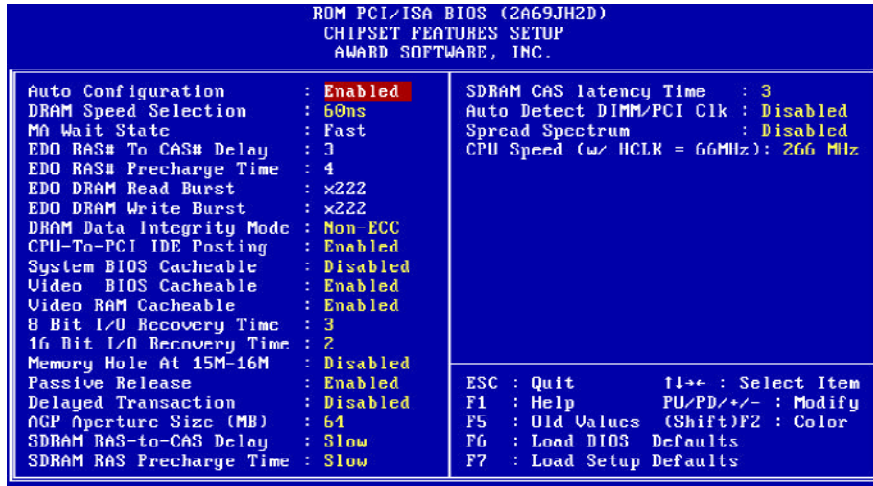 ROM PCI/ISA BIOS (2A69JH2D)
CHIPSET FEATURES SETUP
AWARD SOFTWARE, INC.
Auto Configuration : Enabled
DRAM Speed Selection : 60ns
MA Wait State : Fast
EDO RAS# To CAS# Delay : 3
EDO RAS# Precharge Time : 4
EDO DRAM Read Burst : x222
EDO DRAM Write Burst : x222
DRAM Data Integrity Mode : Non-ECC
CPU-To-PCI IDE Posting : Enabled
System BIOS Cacheable : Disabled
Video BIOS Cacheable : Enabled
Video RAM Cacheable : Enabled
8 Bit I/O Recovery Time : 3
16 Bit I/O Recovery Time : 2
Memory Hole At 15M-16M : Disabled
Passive Release : Enabled
Delayed Transaction : Disabled
AGP Aperture Size (MB) : 64
SDRAM RAS-to-CAS Delay : Slow
SDRAM RAS Precharge Time : Slow
SDRAM CAS latency Time : 3
Auto Detect DIMM/PCI Clk : Disabled
Spread Spectrum : Disabled
CPU Speed (w/ HCLK = 66MHz): 266 MHz
ESC : Quit ↑↓→← : Select Item
F1 : Help PU/PD/+/- : Modify
F5 : Old Values (Shift)F2 : Color
F6 : Load BIOS Defaults
F7 : Load Setup Defaults